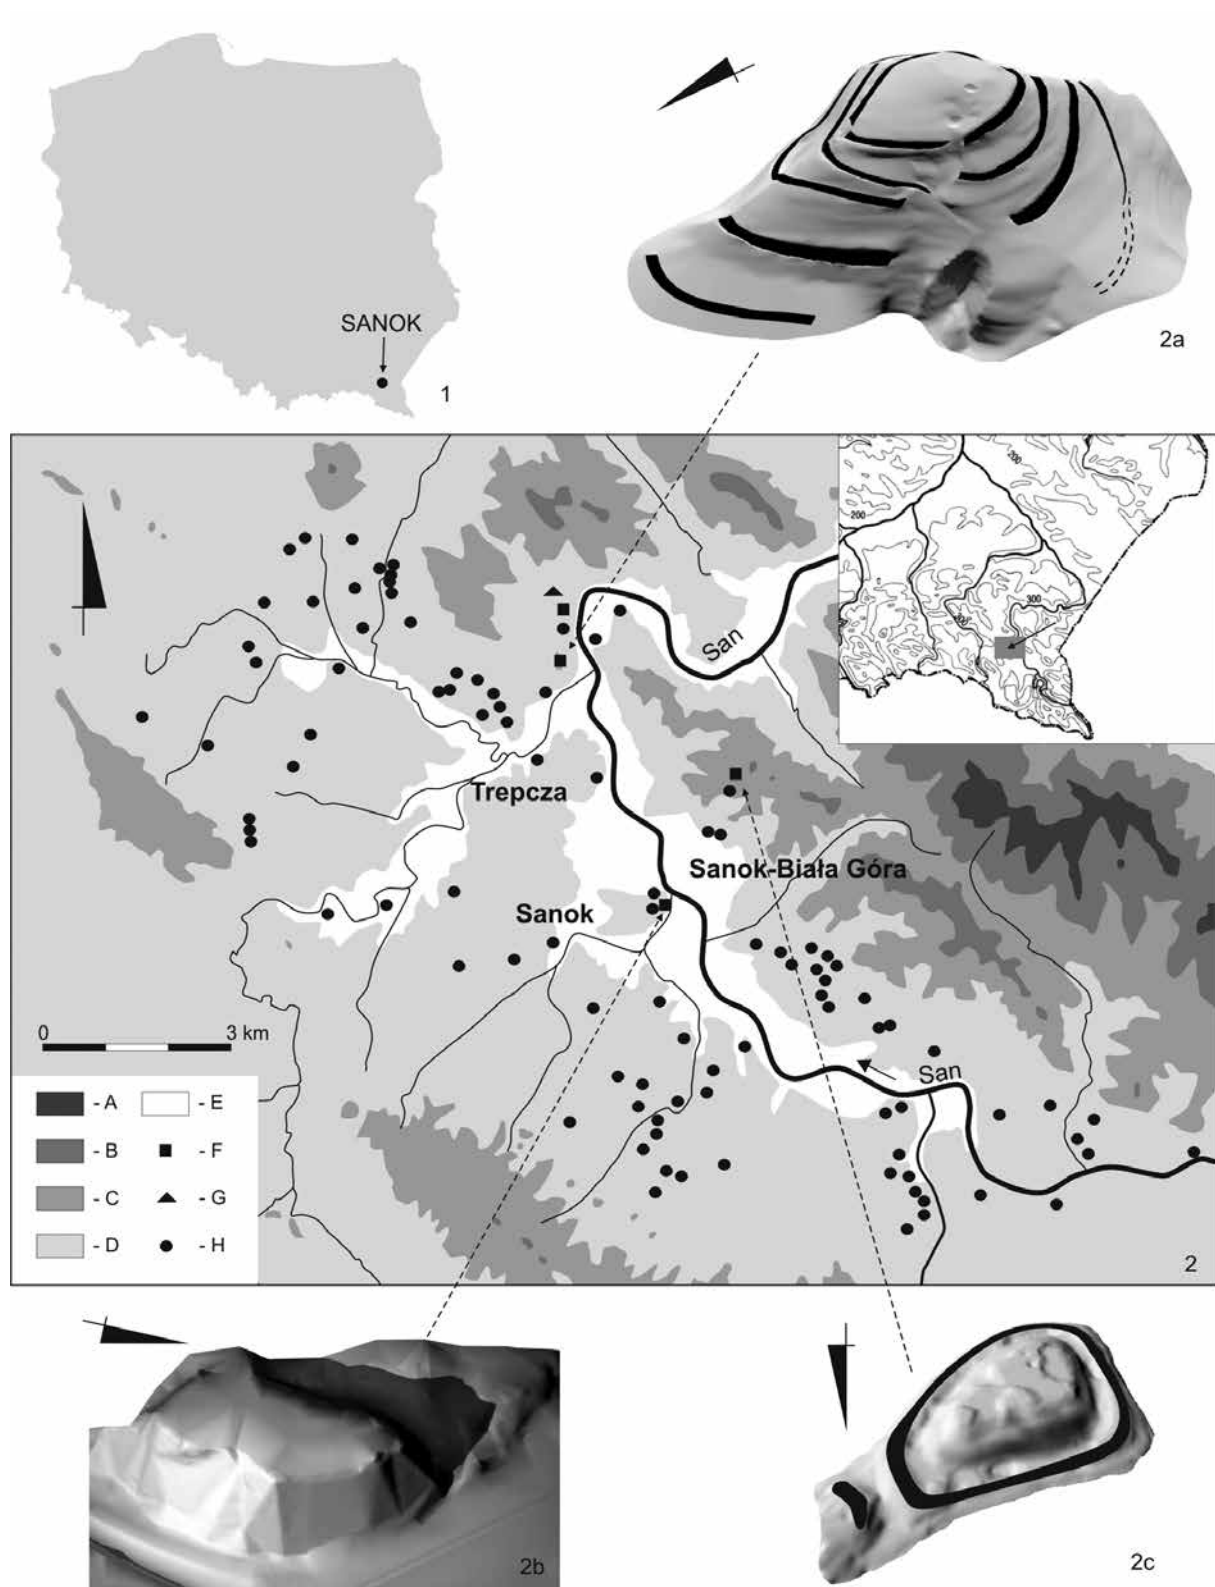 SANOK
1
2a
200
200
300
300
San
Trepcza
Sanok-Biała Góra
Sanok
0 3 km
San
- A - E
- B - F
- C - G
- D - H
2
2b
2c